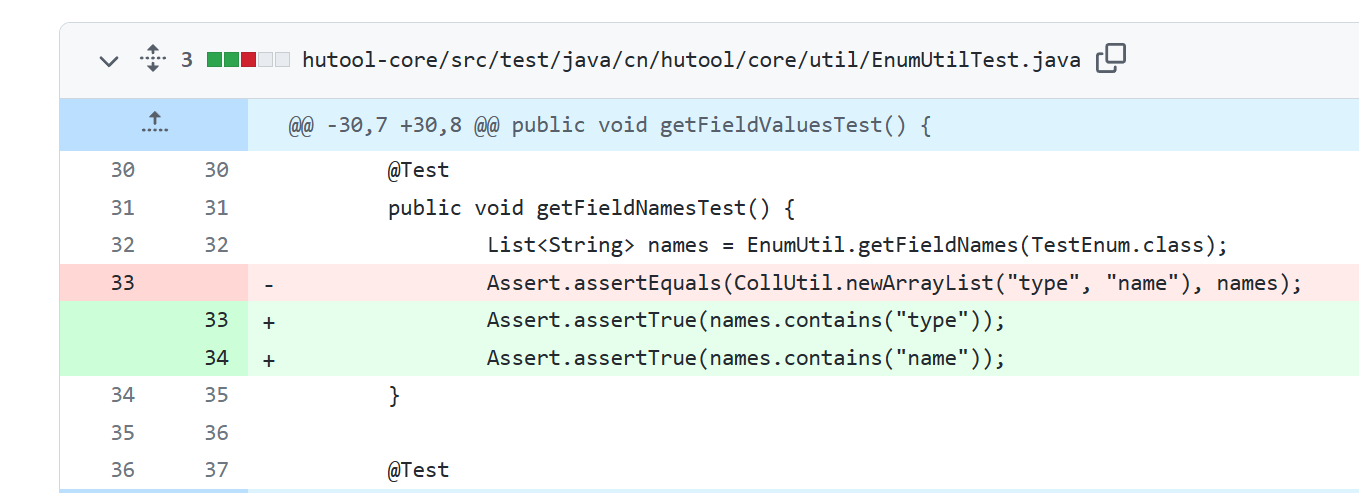 3 hutool-core/src/test/java/cn/hutool/core/util/EnumUtilTest.java
@@ -30,7 +30,8 @@ public void getFieldValuesTest() {
30 30 @Test
31 31 public void getFieldNamesTest() {
32 32 List<String> names = EnumUtil.getFieldNames(TestEnum.class);
33 - Assert.assertEquals(CollUtil.newArrayList("type", "name"), names);
33 + Assert.assertTrue(names.contains("type"));
34 + Assert.assertTrue(names.contains("name"));
34 35 }
35 36
36 37 @Test